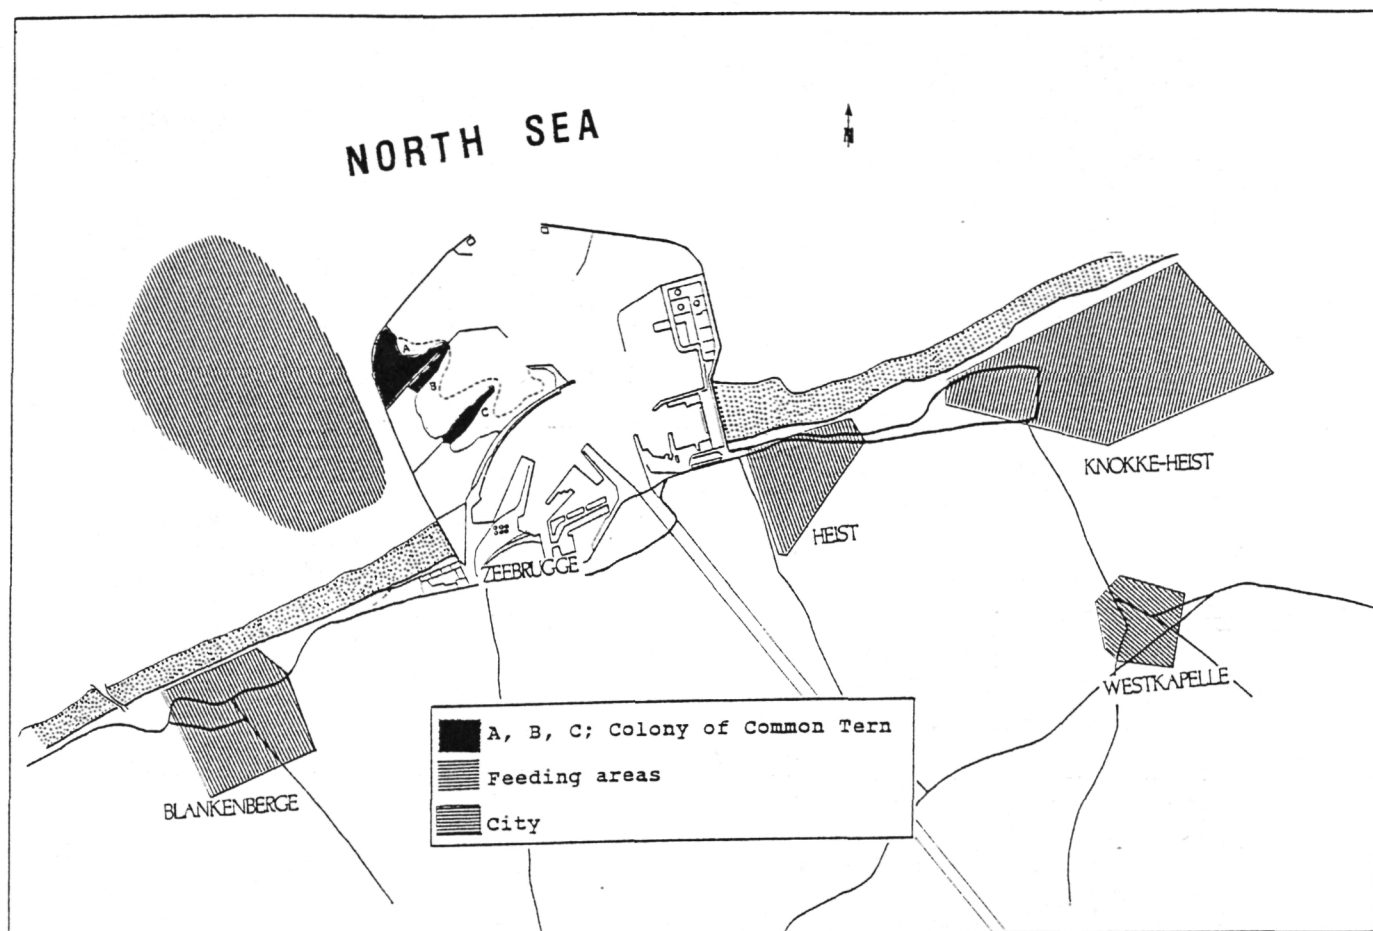 NORTH SEA
N
A
B
C
KNOKKE-HEIST
HEIST
ZEEBRUGGE
WESTKAPELLE
BLANKENBERGE
A, B, C; Colony of Common Tern
Feeding areas
City